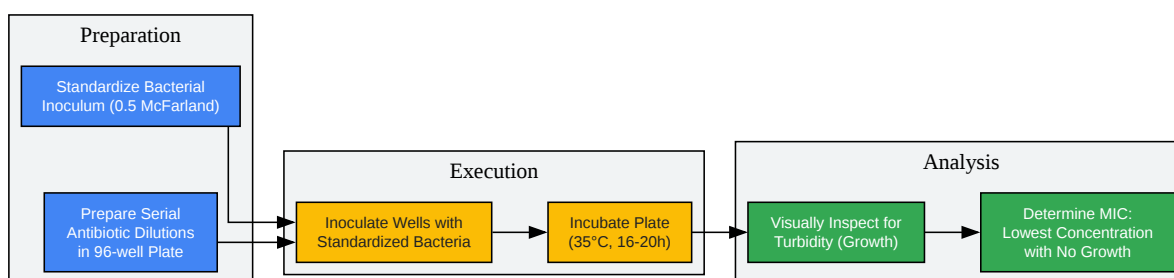 Preparation
Standardize Bacterial
Inoculum (0.5 McFarland)
Prepare Serial
Antibiotic Dilutions
in 96-well Plate
Execution
Inoculate Wells with
Standardized Bacteria
Incubate Plate
(35°C, 16-20h)
Analysis
Visually Inspect for
Turbidity (Growth)
Determine MIC:
Lowest Concentration
with No Growth